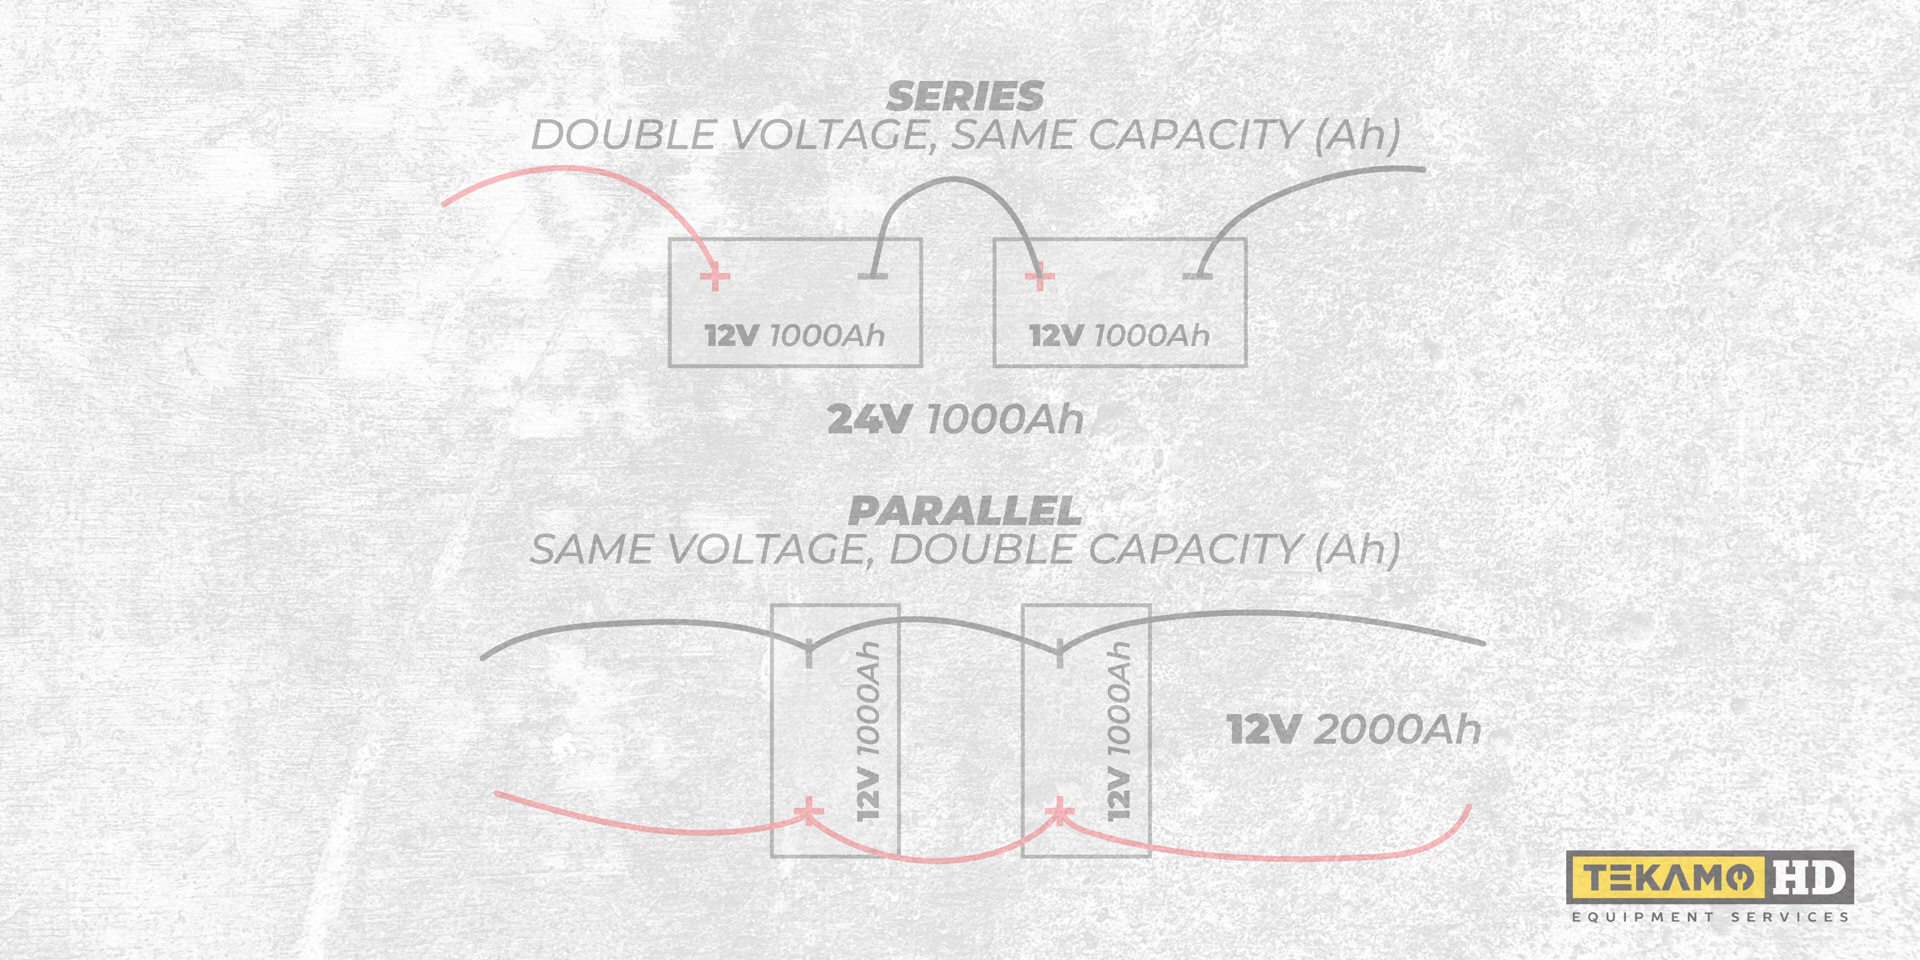 SERIES
DOUBLE VOLTAGE, SAME CAPACITY (Ah)
+ − + −
12V 1000Ah
12V 1000Ah
24V 1000Ah
PARALLEL
SAME VOLTAGE, DOUBLE CAPACITY (Ah)
12V 1000Ah
12V 1000Ah
12V 2000Ah
+ +
TEKAMO HD
EQUIPMENT SERVICES